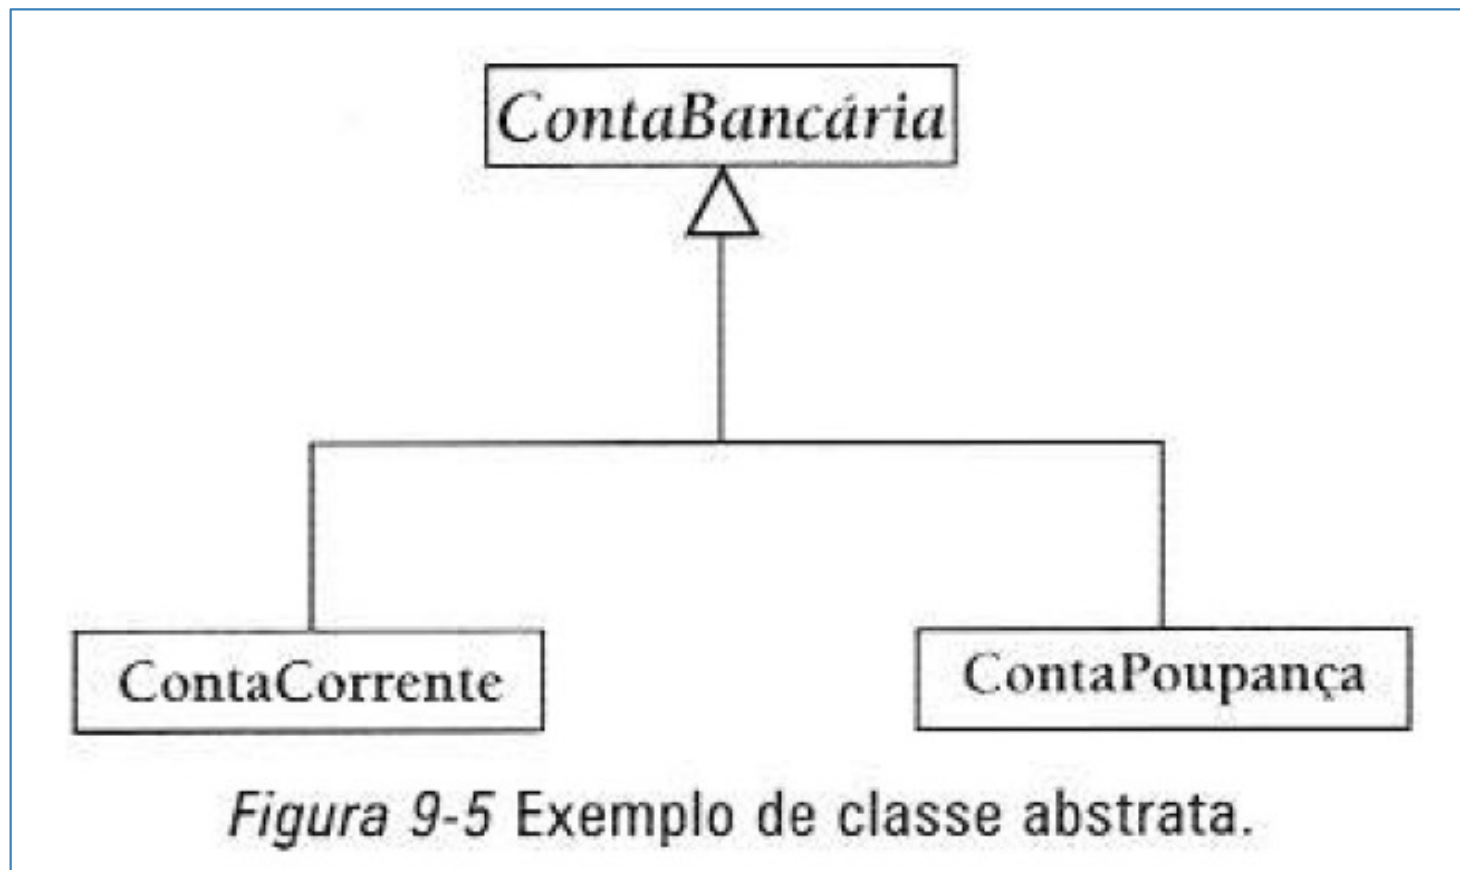 ContaBancária
ContaCorrente
ContaPoupança
Figura 9-5 Exemplo de classe abstrata.